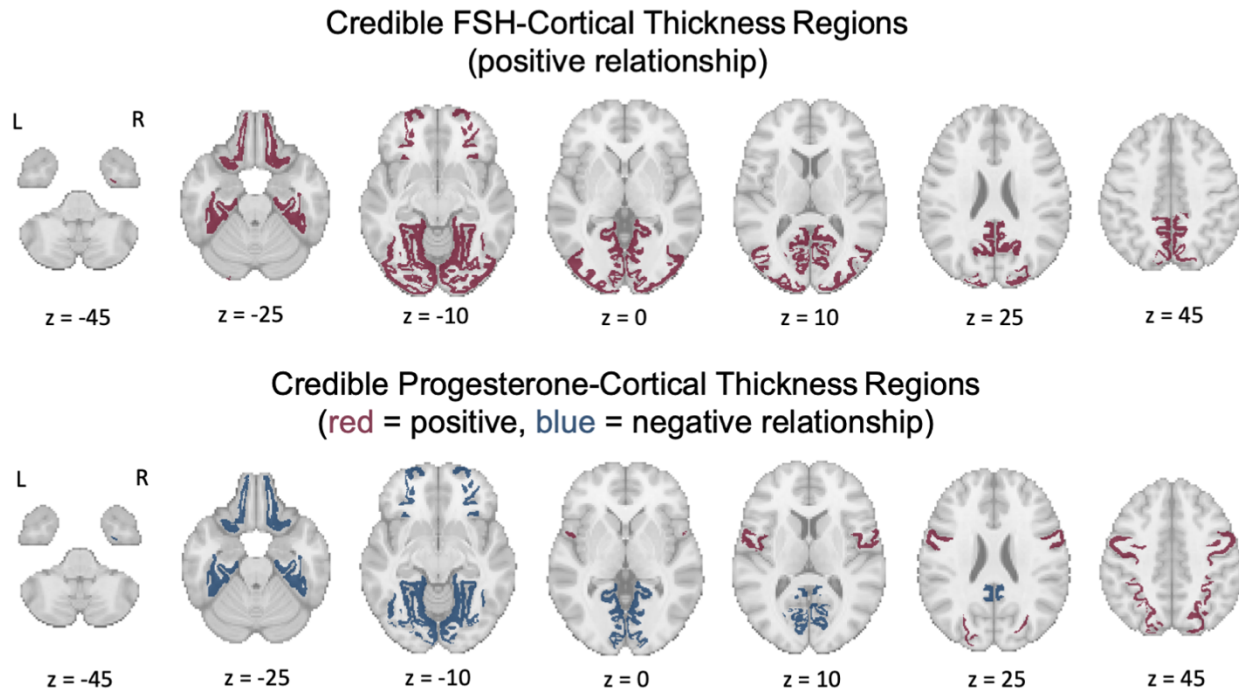 Credible FSH-Cortical Thickness Regions
(positive relationship)
L R
z = -45 z = -25 z = -10 z = 0 z = 10 z = 25 z = 45
Credible Progesterone-Cortical Thickness Regions
(red = positive, blue = negative relationship)
L R
z = -45 z = -25 z = -10 z = 0 z = 10 z = 25 z = 45